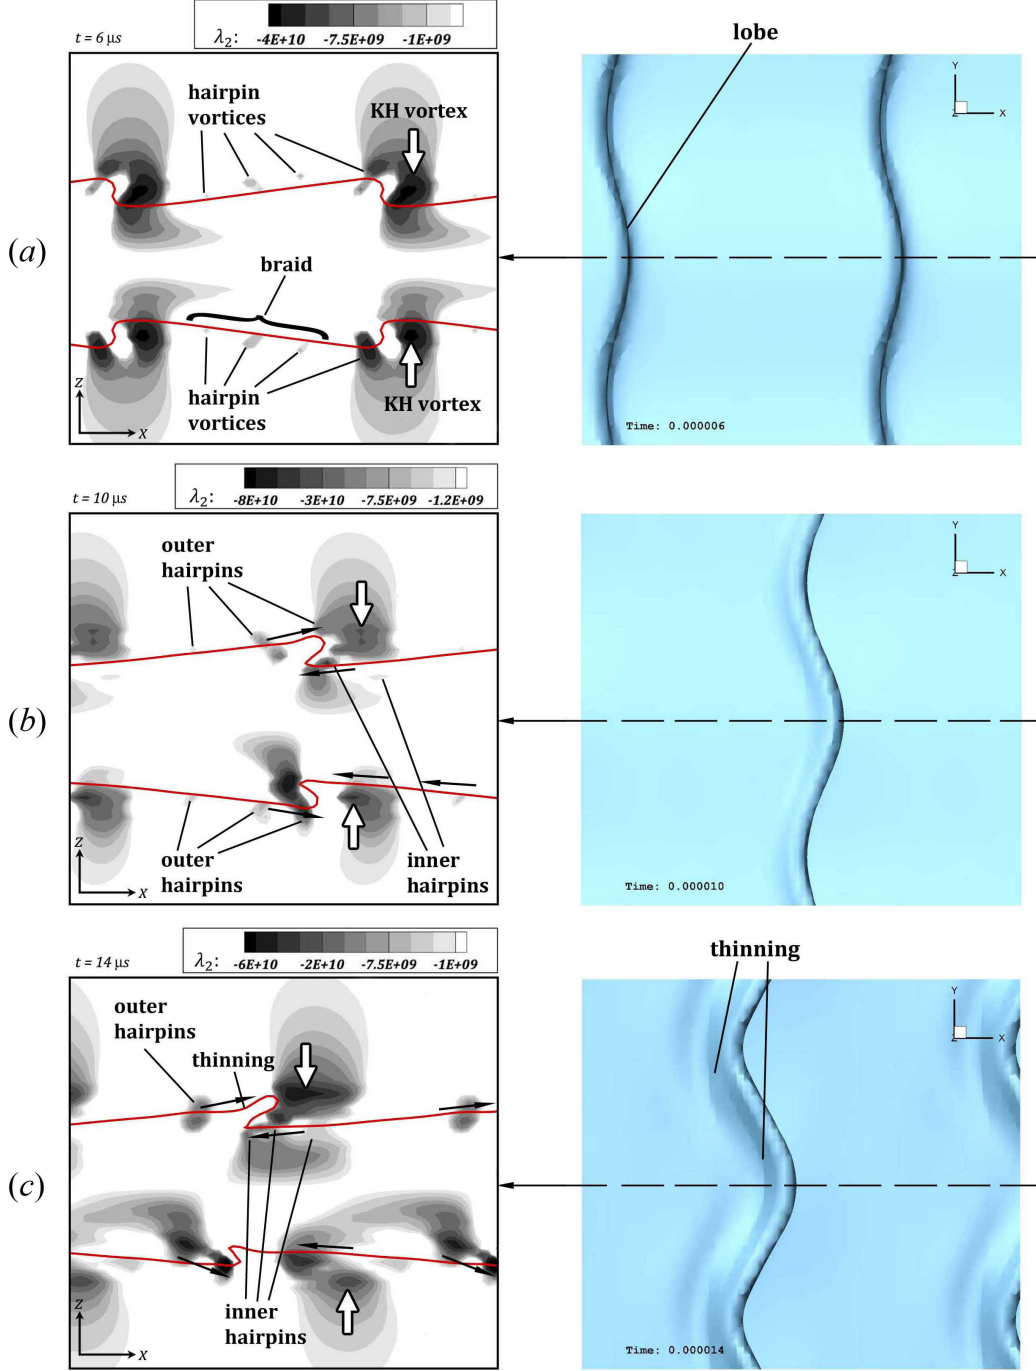 t = 6 μs
λ₂: -4E+10 -7.5E+09 -1E+09
lobe
hairpin
vortices
KH vortex
Y
Z
X
(a)
braid
hairpin
vortices
KH vortex
Z
X
Time: 0.000006
t = 10 μs
λ₂: -8E+10 -3E+10 -7.5E+09 -1.2E+09
outer
hairpins
Y
Z
X
(b)
outer
hairpins
inner
hairpins
Z
X
Time: 0.000010
t = 14 μs
λ₂: -6E+10 -2E+10 -7.5E+09 -1E+09
thinning
outer
hairpins
thinning
Y
Z
X
(c)
inner
hairpins
Z
X
Time: 0.000014